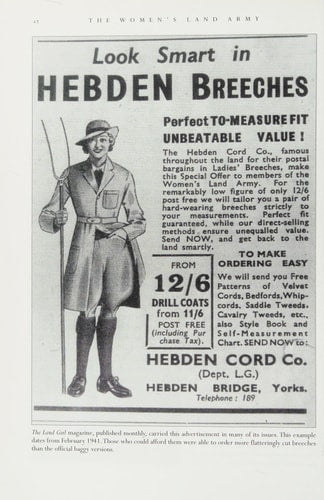 42 THE WOMEN'S LAND ARMY
Look Smart in
HEBDEN BREECHES
Perfect TO-MEASURE FIT
UNBEATABLE VALUE !
The Hebden Cord Co., famous
throughout the land for their postal
bargains in Ladies' Breeches, make
this Special Offer to members of the
Women's Land Army. For the
remarkably low figure of only 12/6
post free we will tailor you a pair of
hard-wearing breeches strictly to
your measurements. Perfect fit
guaranteed, while our direct-selling
methods ensure unequalled value.
Send NOW, and get back to the
land smartly.
FROM
12/6
DRILL COATS
from 11/6
POST FREE
(including Pur
chase Tax).
TO MAKE
ORDERING EASY
We will send you Free
Patterns of Velvet
Cords, Bedfords, Whip-
cords, Saddle Tweeds.
Cavalry Tweeds, etc.,
also Style Book and
Self-Measurement
Chart. SEND NOW to:
HEBDEN CORD Co.
(Dept. L.G.)
HEBDEN BRIDGE, Yorks.
Telephone: 189
The Land Girl magazine, published monthly, carried this advertisement in many of its issues. This example
dates from February 1941. Those who could afford them were able to order more flatteringly cut breeches
than the official baggy versions.